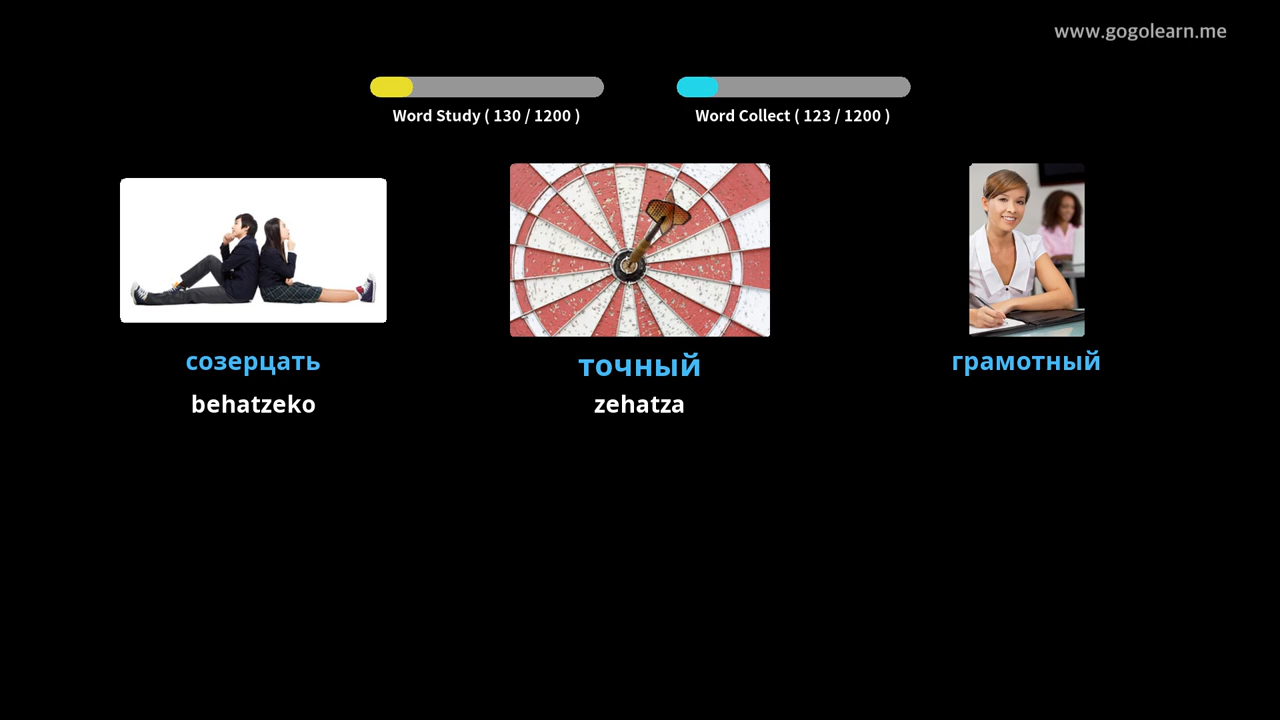 www.gogolearn.me
Word Study ( 130 / 1200 )
Word Collect ( 123 / 1200 )
созерцать
точный
грамотный
behatzeko
zehatza